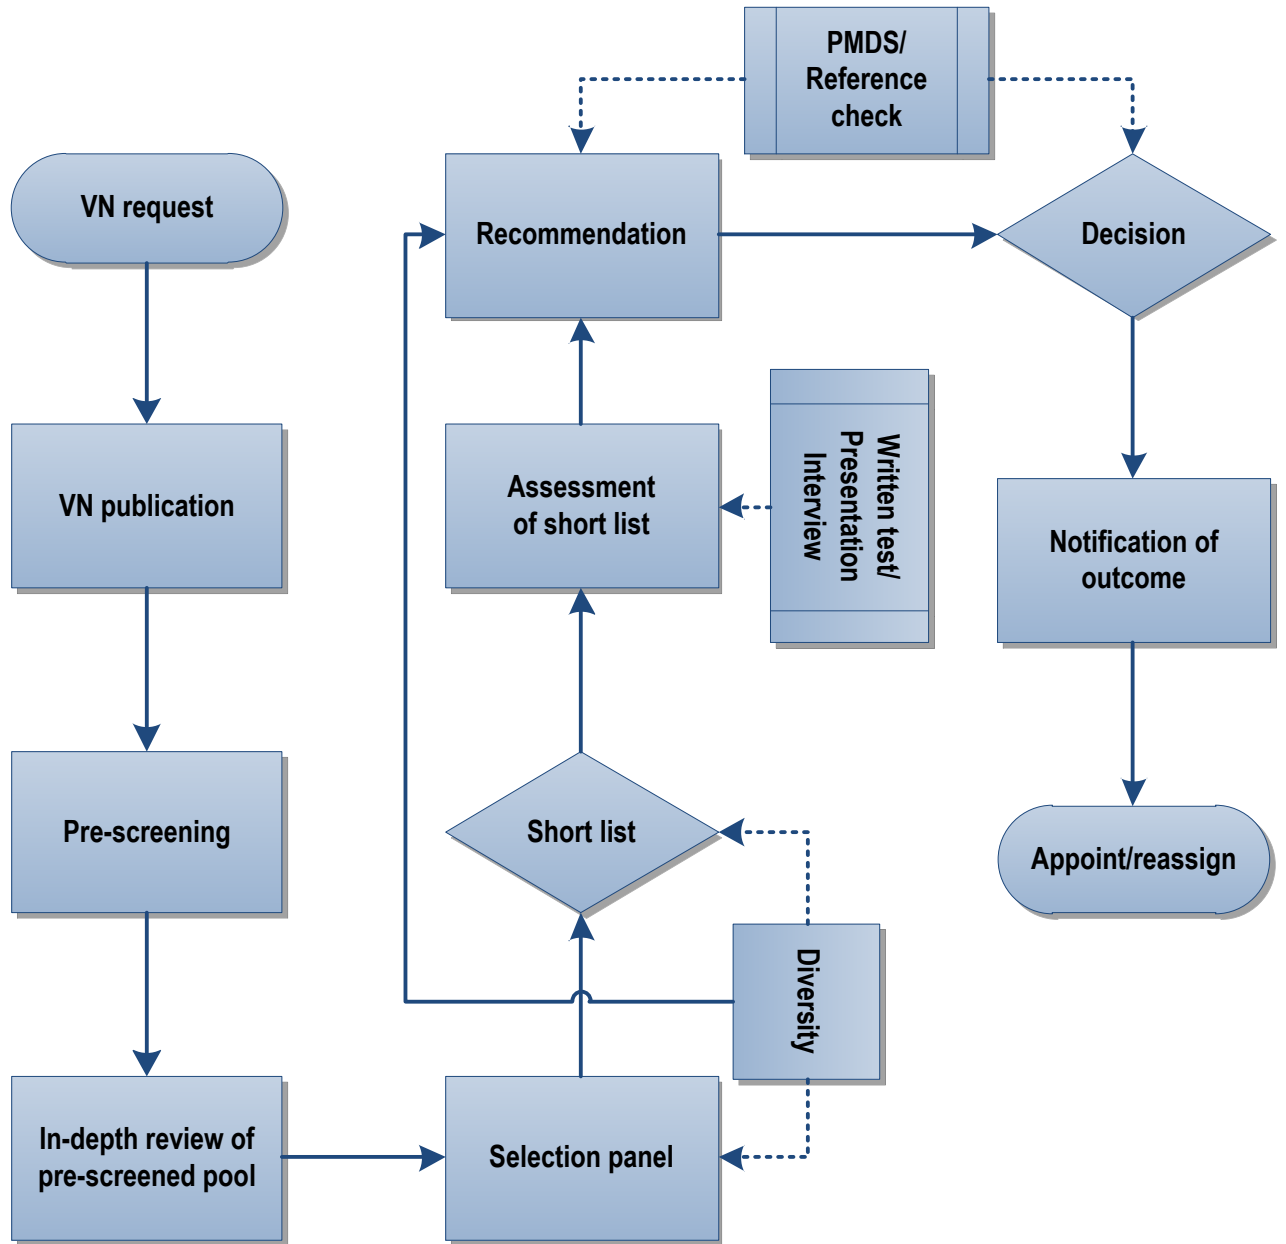 VN request
VN publication
Pre-screening
In-depth review of
pre-screened pool
Selection panel
Diversity
Short list
Assessment
of short list
Written test/
Presentation
Interview
Recommendation
PMDS/
Reference
check
Decision
Notification of
outcome
Appoint/reassign